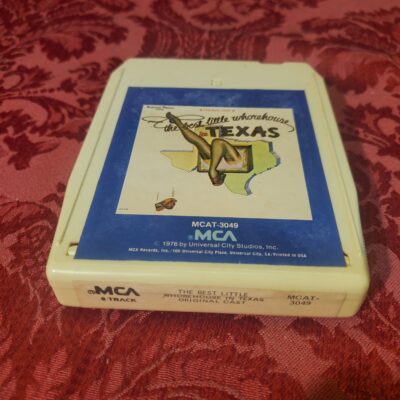 the best little whorehouse
in TEXAS
MCAT-3049
MCA
© 1978 by Universal City Studios, Inc.
MCA Records, Inc. /100 Universal City Plaza, Universal City, CA. Printed in USA
MCA
8 TRACK
THE BEST LITTLE
WHOREHOUSE IN TEXAS
ORIGINAL CAST
MCAT-
3049